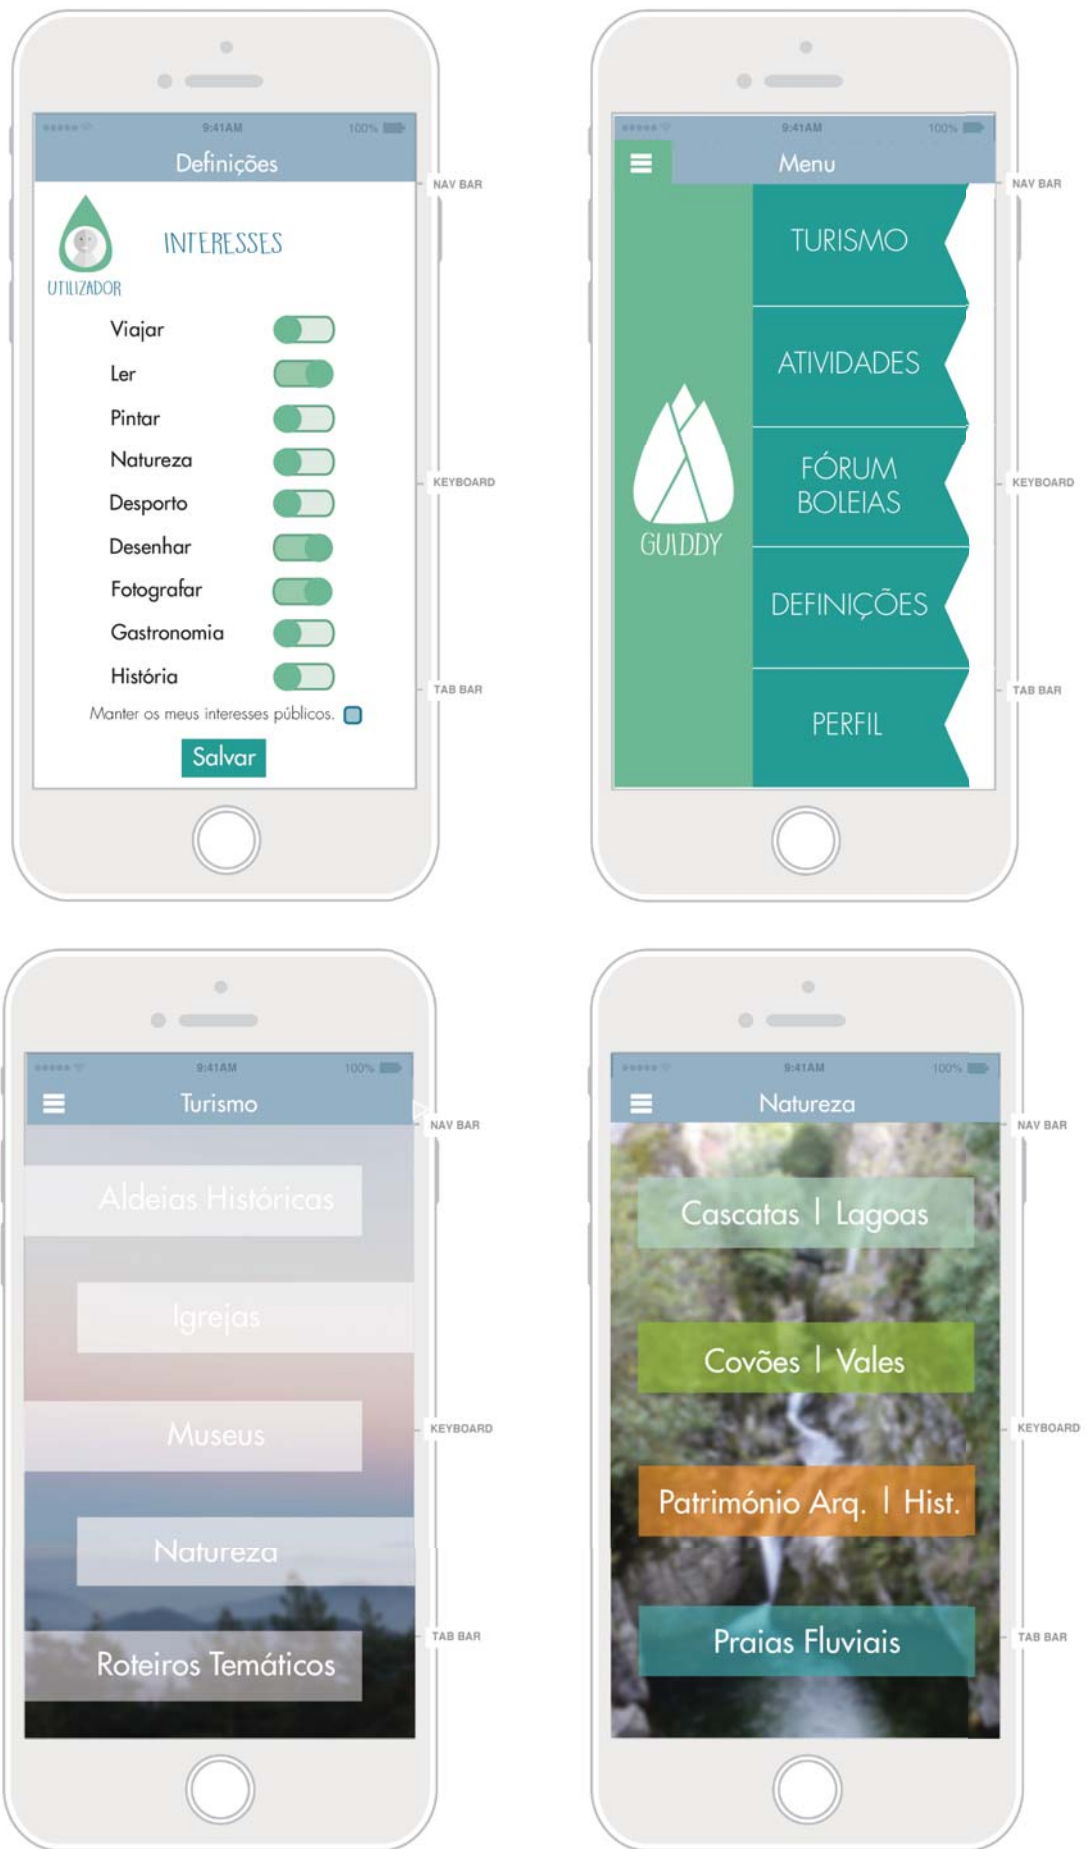 9:41AM 100%
Definições
NAV BAR
INTERESSES
UTILIZADOR
Viajar
Ler
Pintar
Natureza
KEYBOARD
Desporto
Desenhar
Fotografar
Gastronomia
História
TAB BAR
Manter os meus interesses públicos.
Salvar
9:41AM 100%
Menu
NAV BAR
TURISMO
ATIVIDADES
FÓRUM
BOLEIAS
KEYBOARD
GUIDDY
DEFINIÇÕES
TAB BAR
PERFIL
9:41AM 100%
Turismo
NAV BAR
Aldeias Históricas
Igrejas
Museus
KEYBOARD
Natureza
TAB BAR
Roteiros Temáticos
9:41AM 100%
Natureza
NAV BAR
Cascatas | Lagoas
Covões | Vales
KEYBOARD
Património Arq. | Hist.
Praias Fluviais
TAB BAR